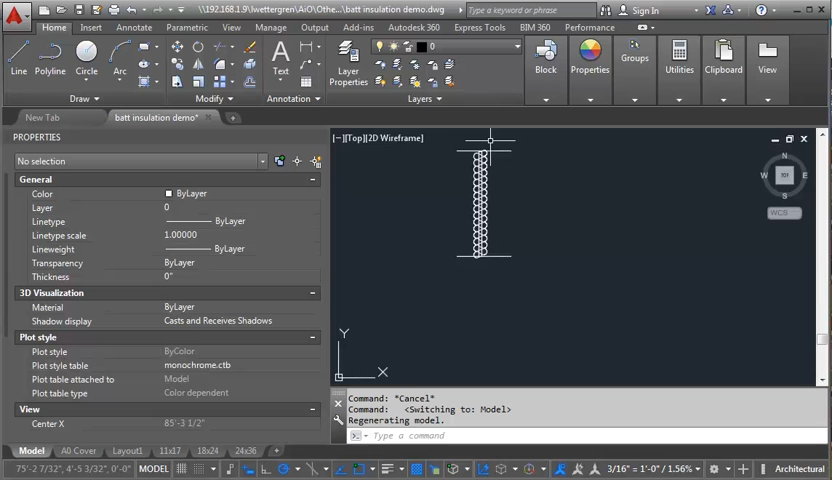 \\192.168.1.9\lwettergren\AiO\Othe...\batt insulation demo.dwg
Type a keyword or phrase
Sign In
Home Insert Annotate Parametric View Manage Output Add-ins Autodesk 360 Express Tools BIM 360 Performance
0
Line Polyline Circle Arc Text Layer Properties Block Properties Groups Utilities Clipboard View
Draw Modify Annotation Layers
New Tab batt insulation demo*
PROPERTIES
[−][Top][2D Wireframe]
No selection
General
Color ByLayer
Layer 0
Linetype ByLayer
Linetype scale 1.00000
Lineweight ByLayer
Transparency ByLayer
Thickness 0"
3D Visualization
Material ByLayer
Shadow display Casts and Receives Shadows
Plot style
Plot style ByColor
Plot style table monochrome.ctb
Plot table attached to Model
Plot table type Color dependent
View
Center X 85'-3 1/2"
N
W TOP E
S
WCS
Y
X
Command: *Cancel*
Command: <Switching to: Model>
Regenerating model.
Type a command
Model A0 Cover Layout1 11x17 18x24 24x36
75'-2 7/32", 4'-5 3/32", 0'-0" MODEL 3/16" = 1'-0" / 1.56% Architectural